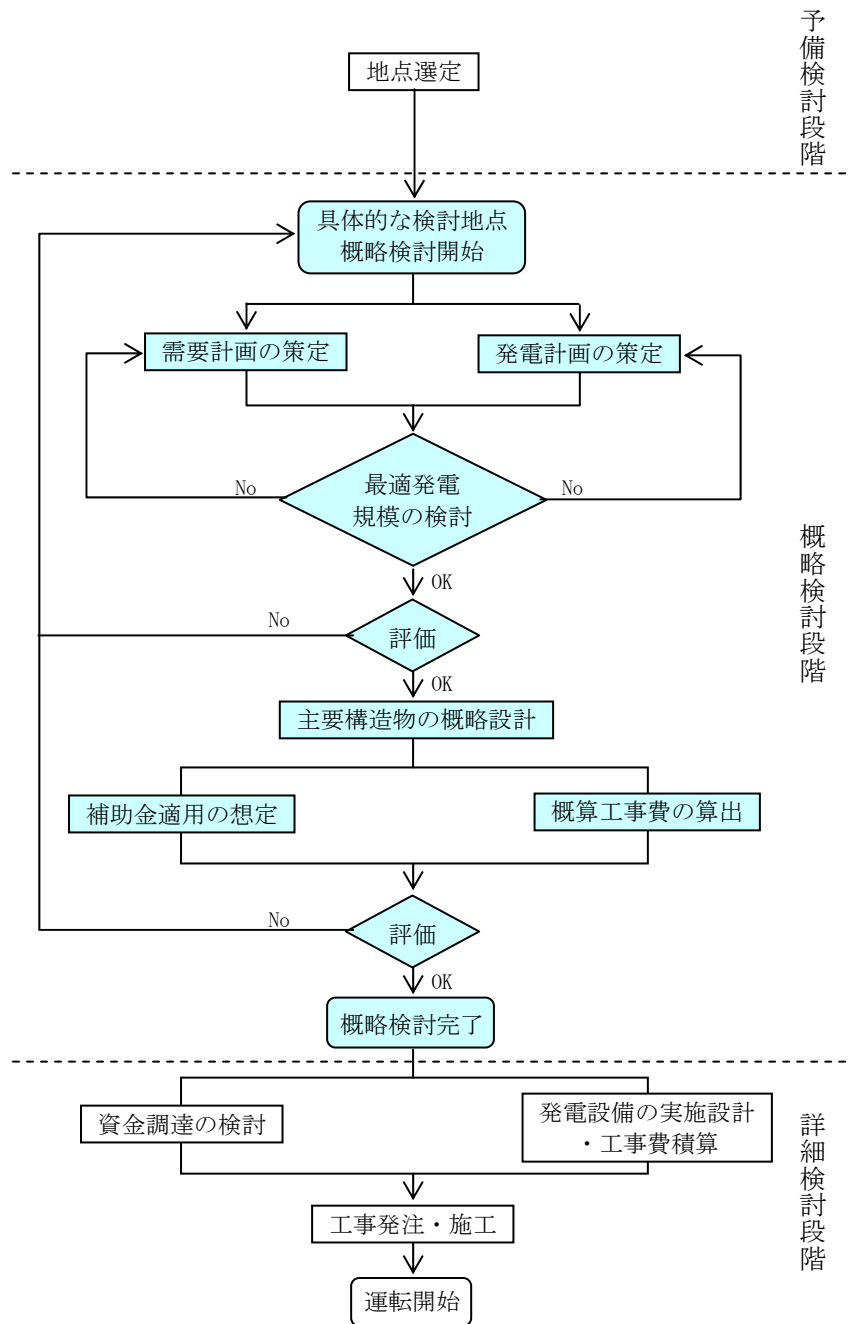 地点選定
予備検討段階
具体的な検討地点
概略検討開始
需要計画の策定
発電計画の策定
No
最適発電
規模の検討
No
OK
No
評価
OK
概略検討段階
主要構造物の概略設計
補助金適用の想定
概算工事費の算出
No
評価
OK
概略検討完了
資金調達の検討
発電設備の実施設計
・工事費積算
詳細検討段階
工事発注・施工
運転開始